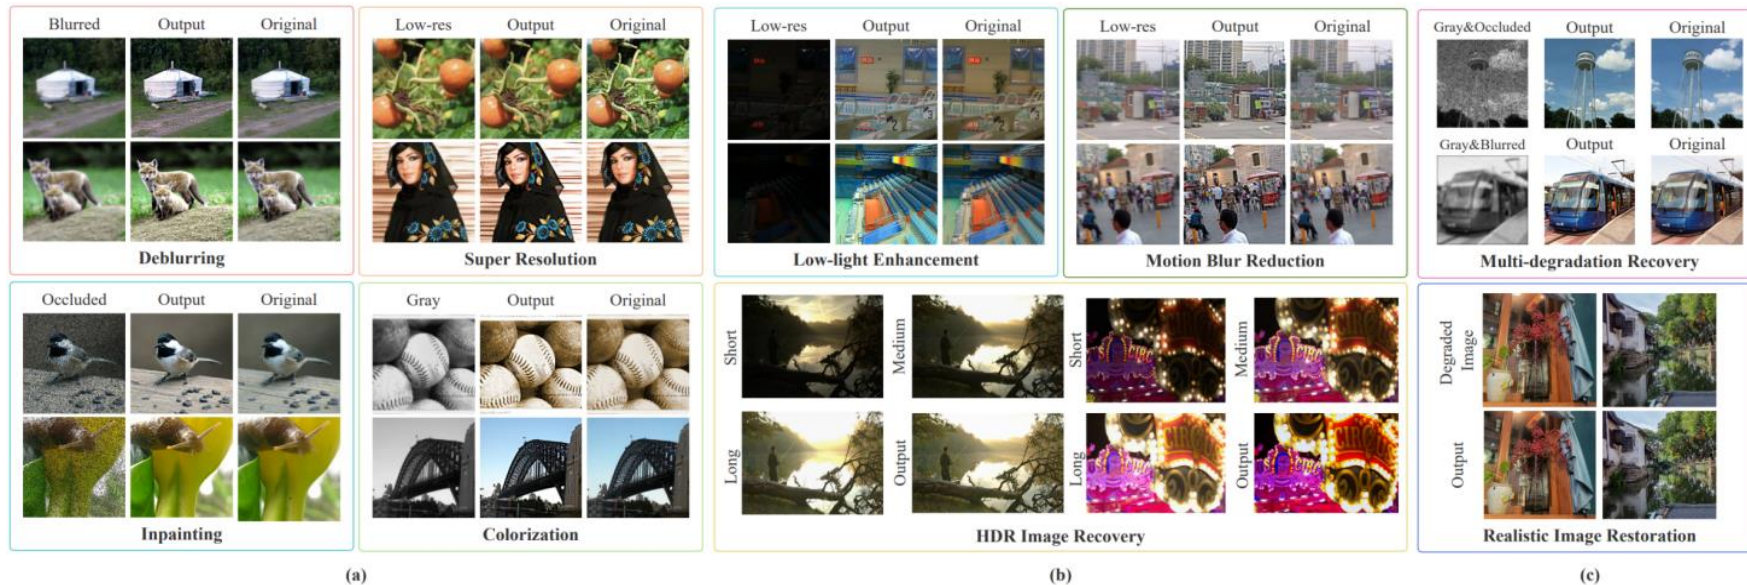 Blurred Output Original
Deblurring
Low-res Output Original
Super Resolution
Occluded Output Original
Inpainting
Gray Output Original
Colorization
(a)
Low-res Output Original
Low-light Enhancement
Low-res Output Original
Motion Blur Reduction
Short
Medium
Short
Medium
Long
Output
Long
Output
HDR Image Recovery
(b)
Gray&Occluded Output Original
Gray&Blurred Output Original
Multi-degradation Recovery
Degraded
Image
Output
Realistic Image Restoration
(c)